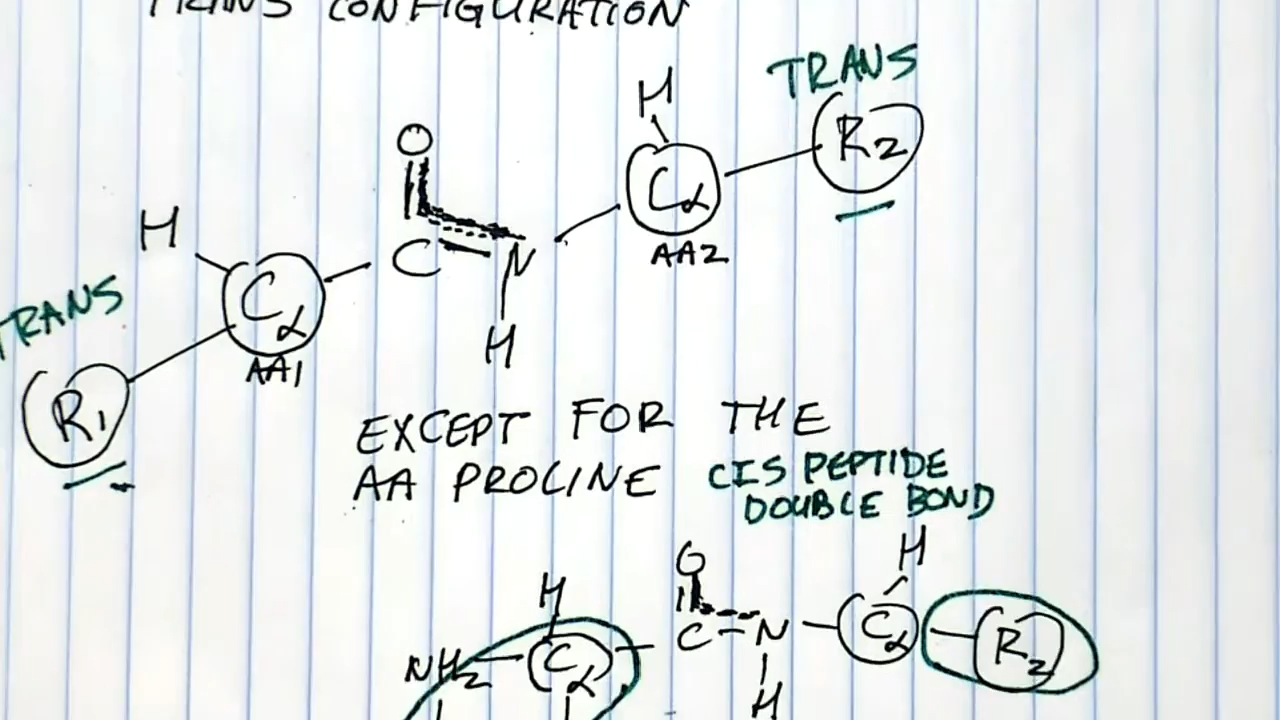 TRANS CONFIGURATION
TRANS
H
O
Cα
R2
AA2
H
TRANS
Cα
C
N
H
AA1
R1
EXCEPT FOR THE
AA PROLINE
CIS PEPTIDE
DOUBLE BOND
H
O
H
NH2
Cα
C
N
Cα
R2
H